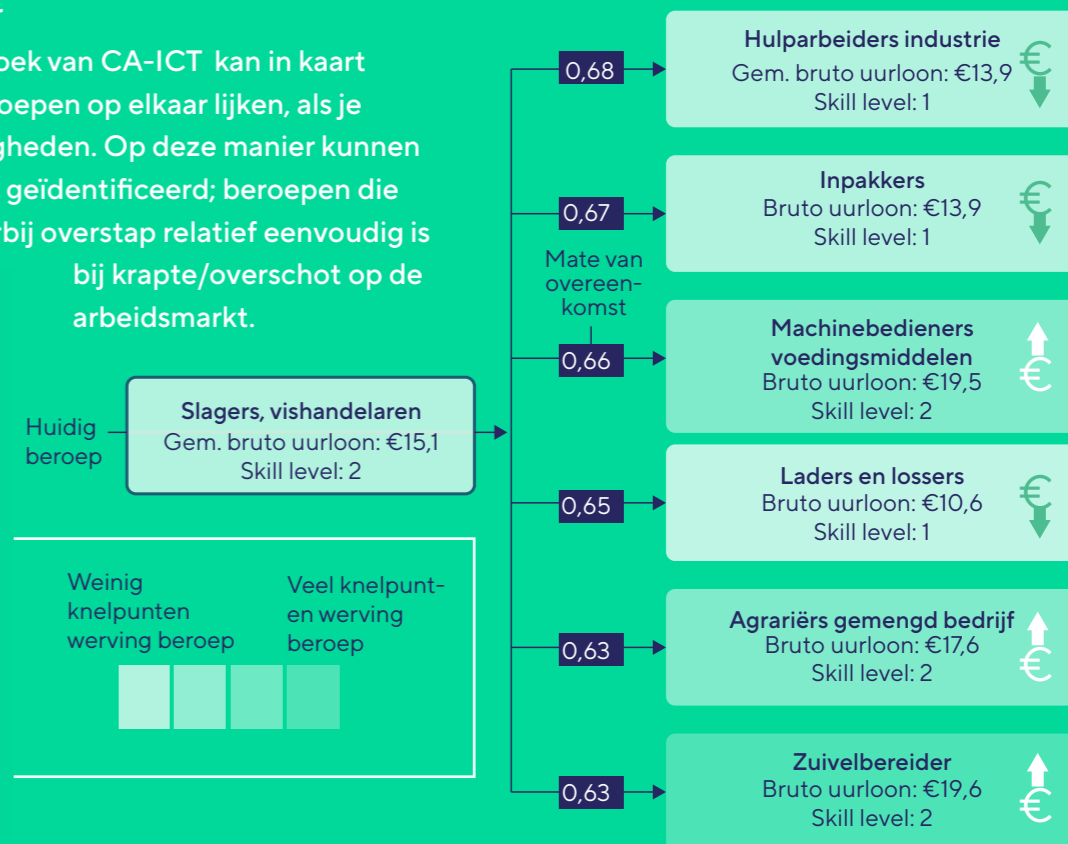 oek van CA-ICT kan in kaart
oepen op elkaar lijken, als je
gheden. Op deze manier kunnen
geïdentificeerd; beroepen die
rbij overstap relatief eenvoudig is
bij krapte/overschot op de
arbeidsmarkt.
Huidig
beroep
Slagers, vishandelaren
Gem. bruto uurloon: €15,1
Skill level: 2
Weinig
knelpunten
werving beroep
Veel knelpunt-
en werving
beroep
Mate van
overeen-
komst
0,68
Hulparbeiders industrie
Gem. bruto uurloon: €13,9
Skill level: 1
€
0,67
Inpakkers
Bruto uurloon: €13,9
Skill level: 1
€
0,66
Machinebedieners
voedingsmiddelen
Bruto uurloon: €19,5
Skill level: 2
€
0,65
Laders en lossers
Bruto uurloon: €10,6
Skill level: 1
€
0,63
Agrariërs gemengd bedrijf
Bruto uurloon: €17,6
Skill level: 2
€
0,63
Zuivelbereider
Bruto uurloon: €19,6
Skill level: 2
€